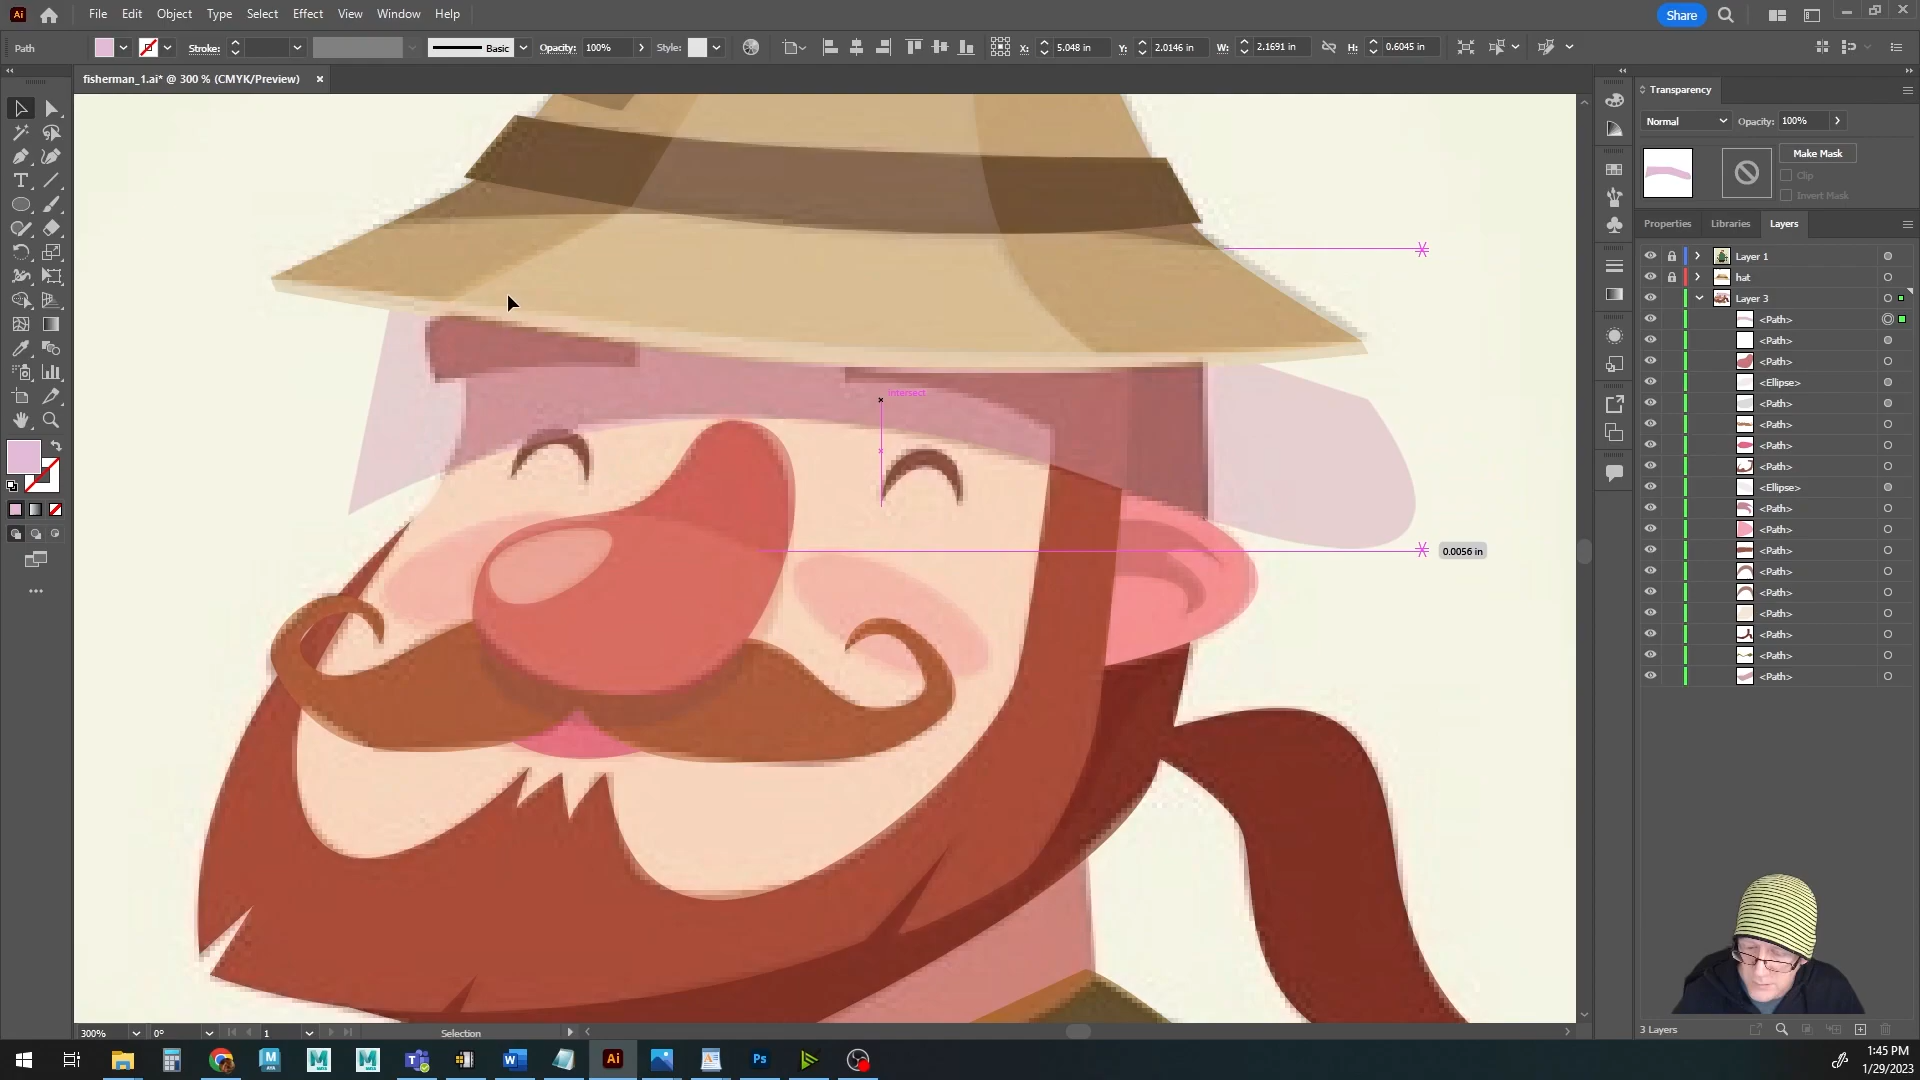 Ai File Edit Object Type Select Effect View Window Help Share
Path Stroke: Basic Opacity: 100% Style: X: 5.048 in Y: 2.0146 in W: 2.1691 in H: 0.6045 in
fisherman_1.ai* @ 300 % (CMYK/Preview) ×
Transparency
Normal Opacity: 100%
Make Mask
Clip
Invert Mask
Properties Libraries Layers
Layer 1
hat
Layer 3
<Path>
<Path>
<Path>
<Ellipse>
<Path>
<Path>
<Path>
<Path>
<Ellipse>
<Path>
<Path>
<Path>
<Path>
<Path>
<Path>
<Path>
<Path>
<Path>
intersect
0.0056 in
300% 0° 1 Selection
3 Layers
Ai Ps
1:45 PM
1/29/2023